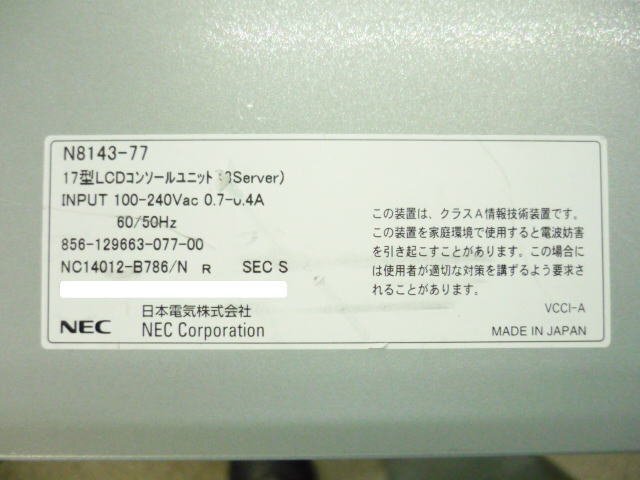 N8143-77
17型LCDコンソールユニット Server)
INPUT 100-240Vac 0.7-0.4A
60/50Hz
856-129663-077-00
NC14012-B786/N R SEC S
日本電気株式会社
NEC NEC Corporation
この装置は、クラスA情報技術装置です。
この装置を家庭環境で使用すると電波妨害
を引き起こすことがあります。この場合に
は使用者が適切な対策を講ずるよう要求さ
れることがあります。
VCCI-A
MADE IN JAPAN